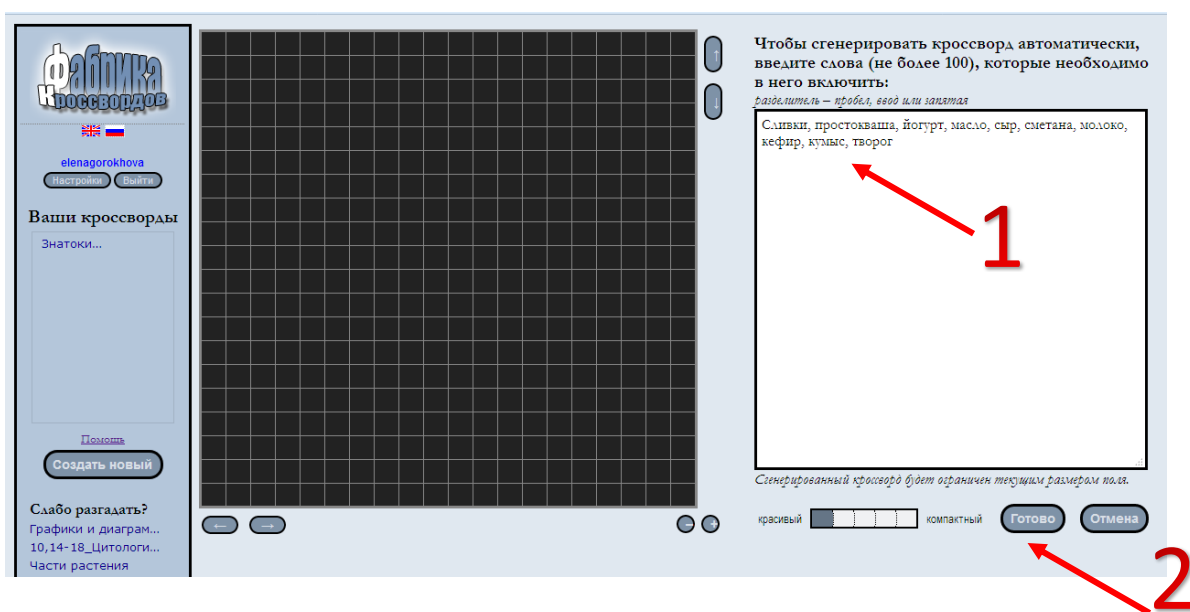 Фабрика
Кроссвордов
elenagorokhova
Настройки Выйти
Ваши кроссворды
Знатоки...
Помощь
Создать новый
Слабо разгадать?
Графики и диаграм...
10,14-18_Цитологи...
Части растения
↑
↓
← →
- +
Чтобы сгенерировать кроссворд автоматически,
введите слова (не более 100), которые необходимо
в него включить:
разделитель – пробел, ввод или запятая
Сливки, простокваша, йогурт, масло, сыр, сметана, молоко,
кефир, кумыс, творог
1
Сгенерированный кроссворд будет ограничен текущим размером поля.
красивый компактный Готово Отмена
2